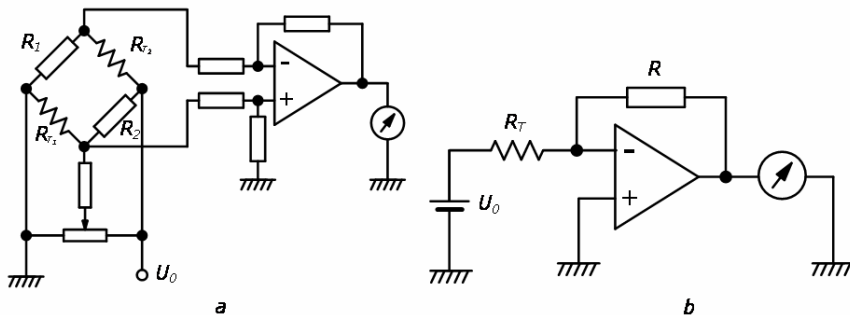 R1
RT2
-
+
RT1
R2
U0
a
R
RT
-
+
U0
b